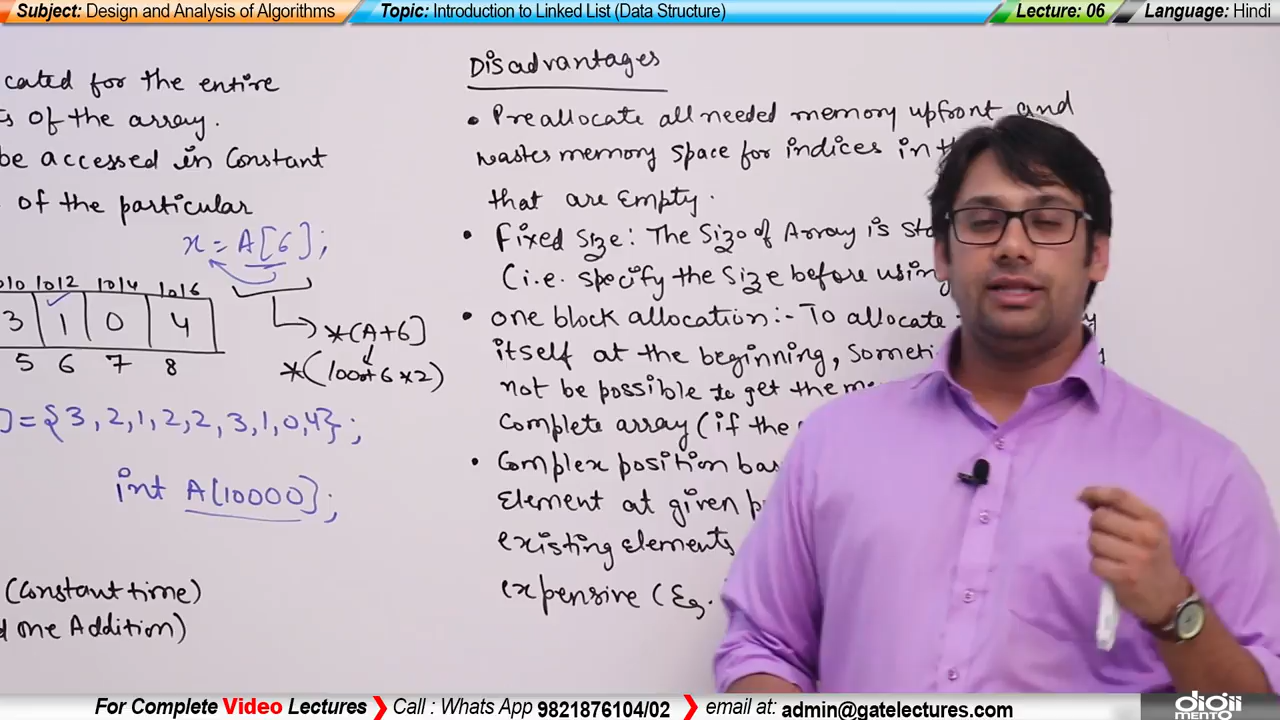 Subject: Design and Analysis of Algorithms
Topic: Introduction to Linked List (Data Structure)
Lecture: 06
Language: Hindi
cated for the entire
s of the array.
be accessed in Constant
of the particular
x = A[6];
1010 1012 1014 1016
3 1 0 4
5 6 7 8
*(A+6]
*(1000+6*2)
]={3,2,1,2,2,3,1,0,4};
int A[10000];
(Constant time)
d one Addition)
Disadvantages
• Preallocate all needed memory upfront and
wastes memory space for indices in
that are Empty.
• Fixed Size: The Size of Array is
(i.e. specify the Size before using
• one block allocation:- To allocate
itself at the beginning,
not be possible to get the
Complete array (if the
• Complex position
Element at given
existing elements
expensive (Eg.
For Complete Video Lectures ❯ Call : Whats App 9821876104/02 ❯ email at: admin@gatelectures.com
digii
MENTO